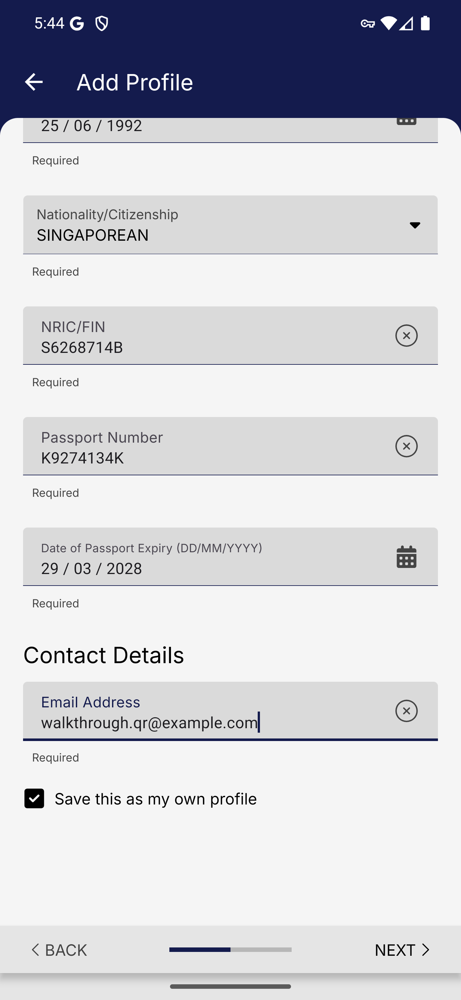 5:44
Add Profile
25 / 06 / 1992
Required
Nationality/Citizenship
SINGAPOREAN
Required
NRIC/FIN
S6268714B
Required
Passport Number
K9274134K
Required
Date of Passport Expiry (DD/MM/YYYY)
29 / 03 / 2028
Required
Contact Details
Email Address
walkthrough.qr@example.com
Required
Save this as my own profile
BACK
NEXT